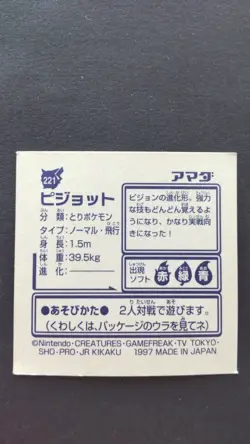 221
アマダ
ピジョット
分 類:とりポケモン
タイプ:ノーマル・飛行
身 長:1.5m
体 重:39.5kg
進 化:――――
ピジョンの進化形。強力
な技もどんどん覚えるよ
うになり、かなり実戦向
きになった!
出現
ソフト
赤 緑 青
●あそびかた● 2人対戦で遊びます。
(くわしくは、パッケージのウラを見てネ)
©Nintendo・CREATURES・GAMEFREAK・TV TOKYO・
SHO・PRO・JR KIKAKU 1997 MADE IN JAPAN